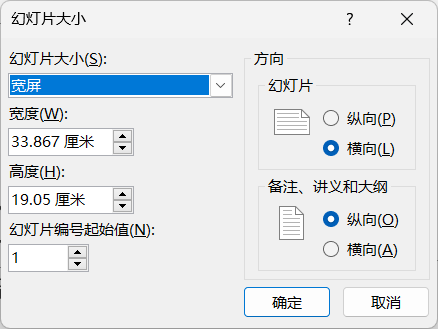 幻灯片大小
?
幻灯片大小(S):
宽屏
宽度(W):
33.867 厘米
高度(H):
19.05 厘米
幻灯片编号起始值(N):
1
方向
幻灯片
纵向(P)
横向(L)
备注、讲义和大纲
纵向(O)
横向(A)
确定
取消